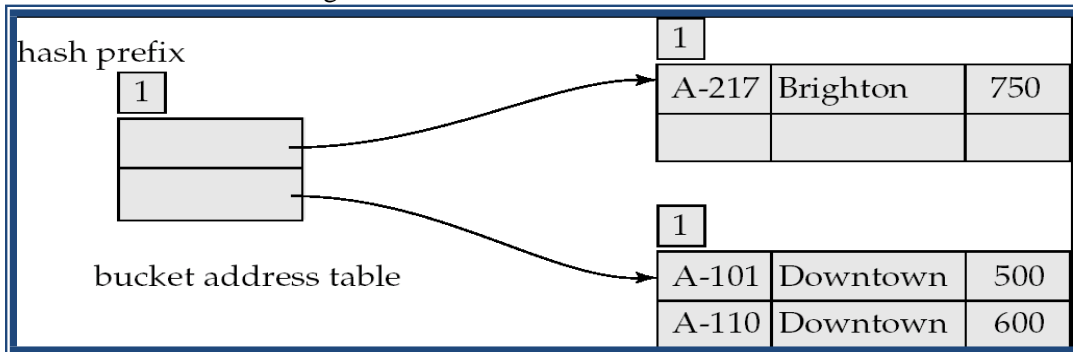 hash prefix
1
bucket address table
1
A-217 Brighton 750
1
A-101 Downtown 500
A-110 Downtown 600